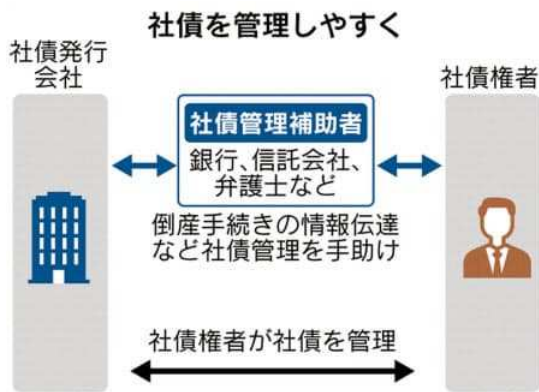 社債を管理しやすく
社債発行
会社
社債権者
社債管理補助者
銀行、信託会社、
弁護士など
倒産手続きの情報伝達
など社債管理を手助け
社債権者が社債を管理